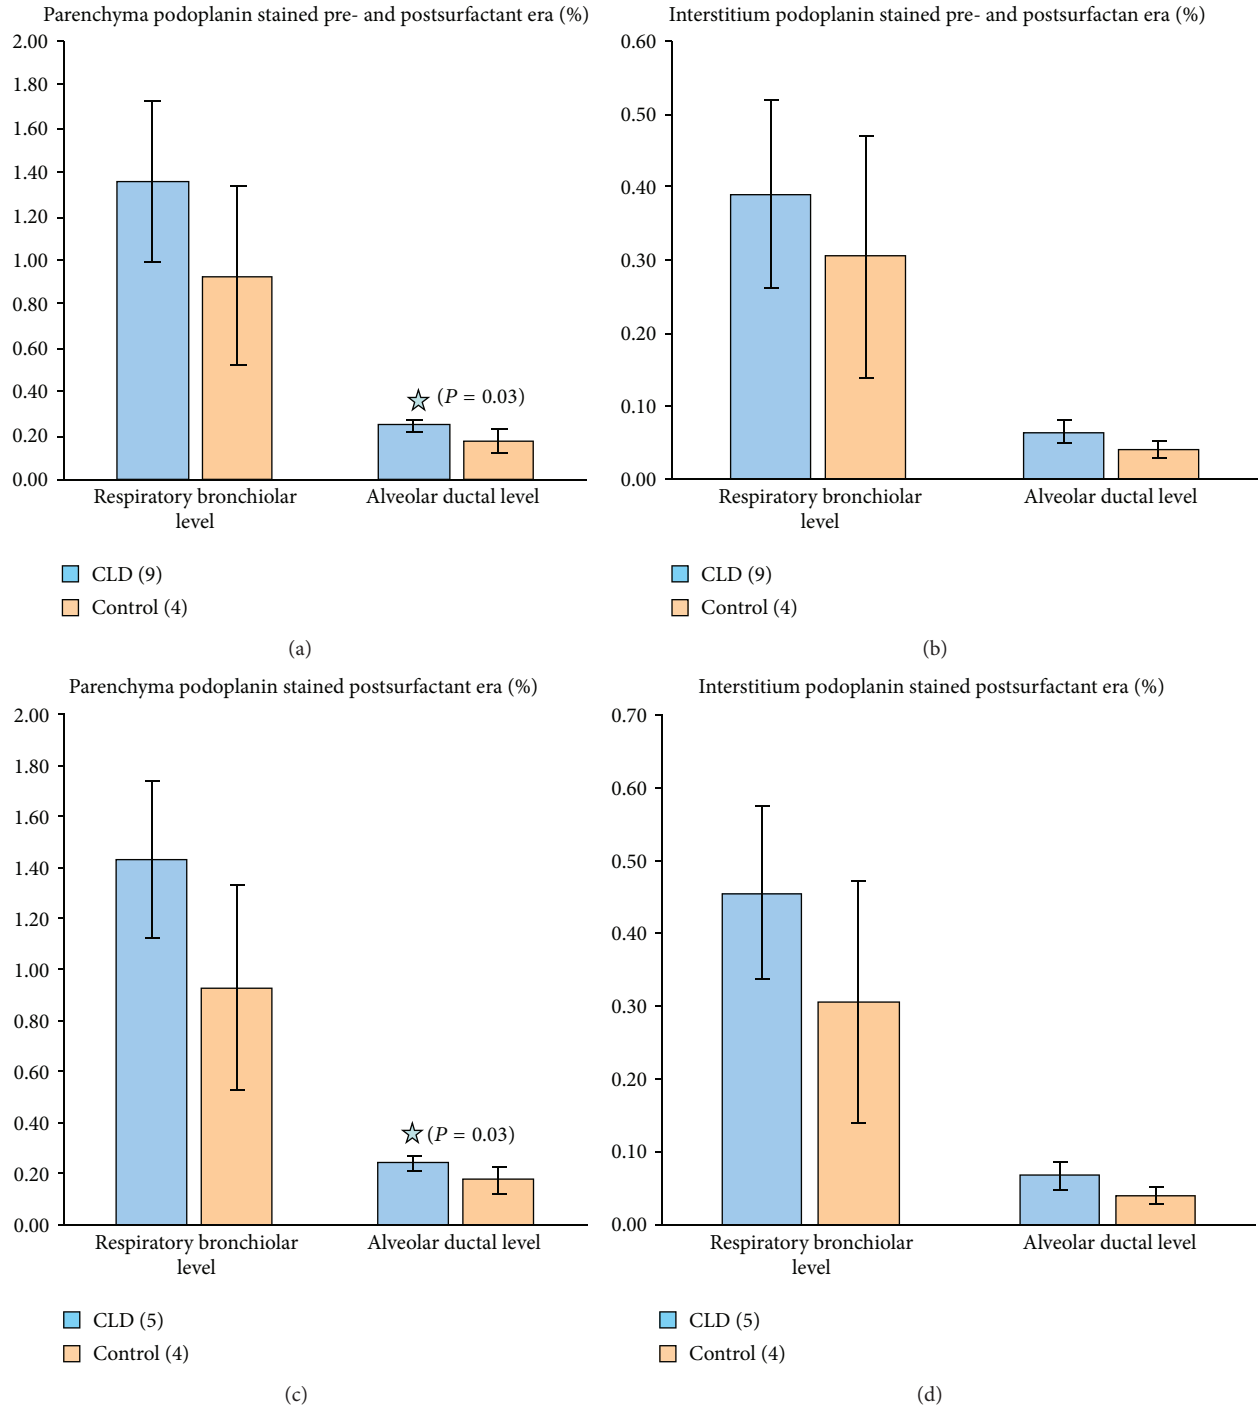 Parenchyma podoplanin stained pre- and postsurfactant era (%)
2.00
1.80
1.60
1.40
1.20
1.00
0.80
0.60
0.40
0.20
0.00
(P = 0.03)
Respiratory bronchiolar
level
Alveolar ductal level
CLD (9)
Control (4)
(a)
Interstitium podoplanin stained pre- and postsurfactan era (%)
0.60
0.50
0.40
0.30
0.20
0.10
0.00
Respiratory bronchiolar
level
Alveolar ductal level
CLD (9)
Control (4)
(b)
Parenchyma podoplanin stained postsurfactant era (%)
2.00
1.80
1.60
1.40
1.20
1.00
0.80
0.60
0.40
0.20
0.00
(P = 0.03)
Respiratory bronchiolar
level
Alveolar ductal level
CLD (5)
Control (4)
(c)
Interstitium podoplanin stained postsurfactant era (%)
0.70
0.60
0.50
0.40
0.30
0.20
0.10
0.00
Respiratory bronchiolar
level
Alveolar ductal level
CLD (5)
Control (4)
(d)